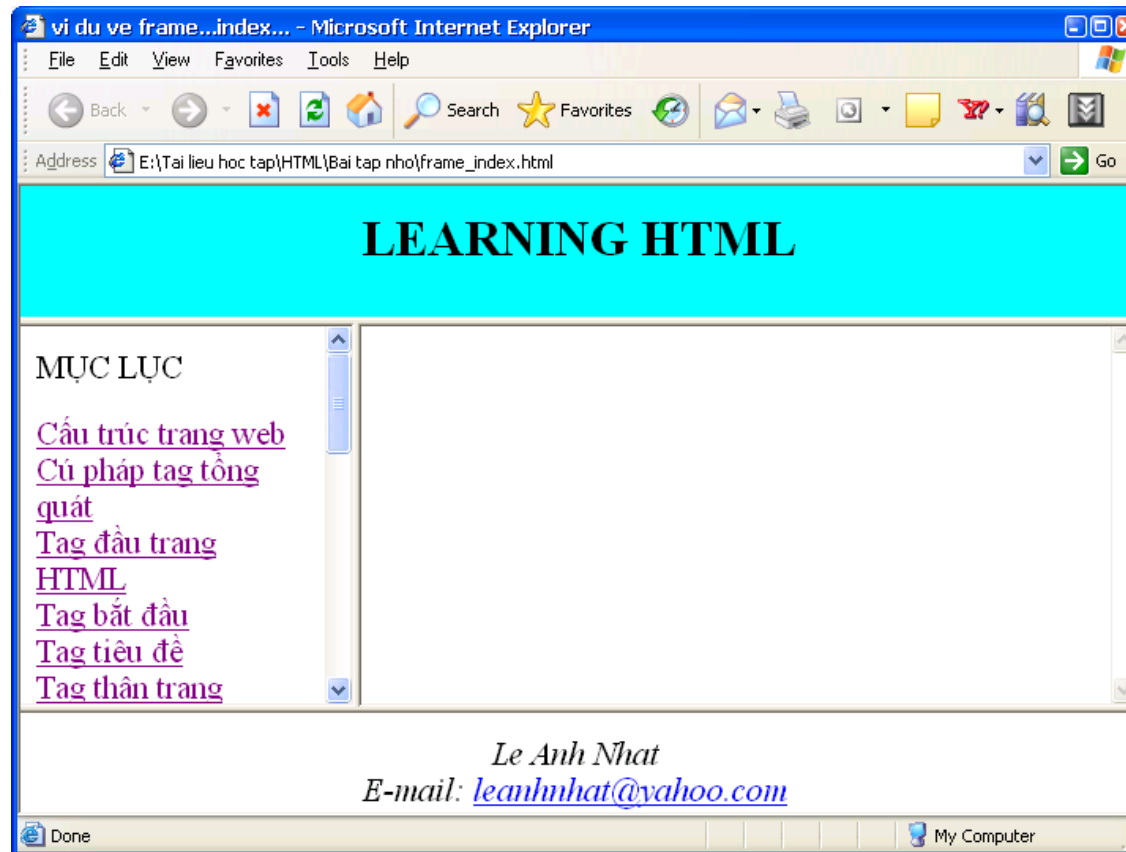 vi du ve frame...index... - Microsoft Internet Explorer
File Edit View Favorites Tools Help
Back Search Favorites
Address E:\Tai lieu hoc tap\HTML\Bai tap nho\frame_index.html Go
LEARNING HTML
MỤC LỤC
Cấu trúc trang web
Cú pháp tag tổng
quát
Tag đầu trang
HTML
Tag bắt đầu
Tag tiêu đề
Tag thân trang
Le Anh Nhat
E-mail: leanhnhat@yahoo.com
Done My Computer